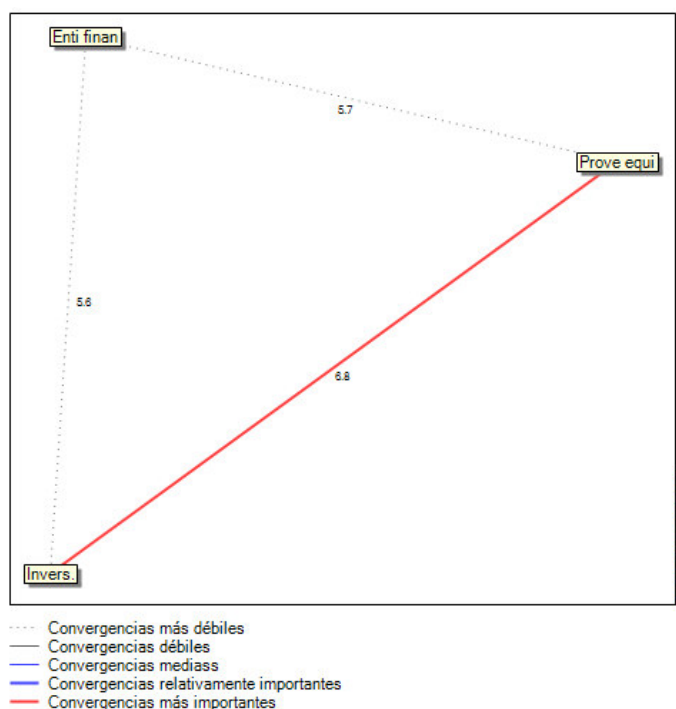 Enti finan
5.7
Prove equi
5.6
6.8
Invers.
Convergencias más débiles
Convergencias débiles
Convergencias mediass
Convergencias relativamente importantes
Convergencias más importantes